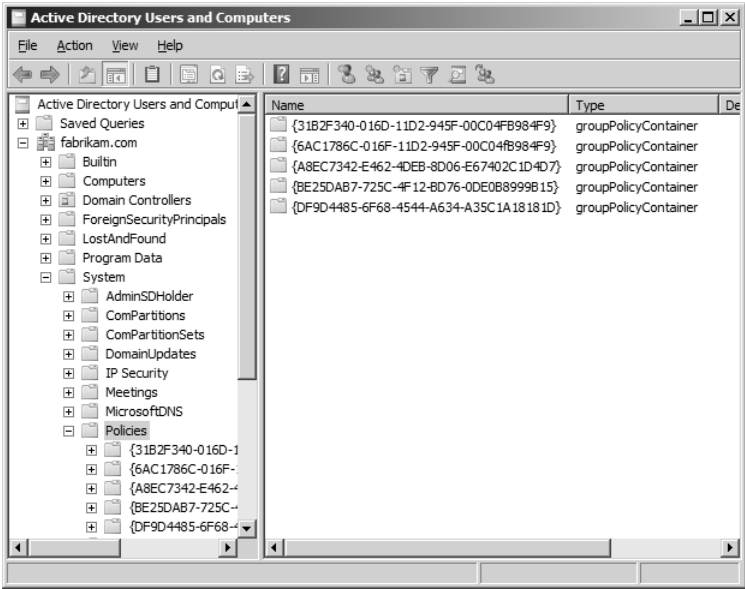 Active Directory Users and Computers
File Action View Help
Active Directory Users and Comput
Saved Queries
fabrikam.com
Builtin
Computers
Domain Controllers
ForeignSecurityPrincipals
LostAndFound
Program Data
System
AdminSDHolder
ComPartitions
ComPartitionSets
DomainUpdates
IP Security
Meetings
MicrosoftDNS
Policies
{31B2F340-016D-1
{6AC1786C-016F-
{A8EC7342-E462-4
{BE25DAB7-725C-4
{DF9D4485-6F68-4
Name Type De
{31B2F340-016D-11D2-945F-00C04FB984F9} groupPolicyContainer
{6AC1786C-016F-11D2-945F-00C04fB984F9} groupPolicyContainer
{A8EC7342-E462-4DEB-8D06-E67402C1D4D7} groupPolicyContainer
{BE25DAB7-725C-4F12-BD76-0DE0B8999B15} groupPolicyContainer
{DF9D4485-6F68-4544-A634-A35C1A18181D} groupPolicyContainer